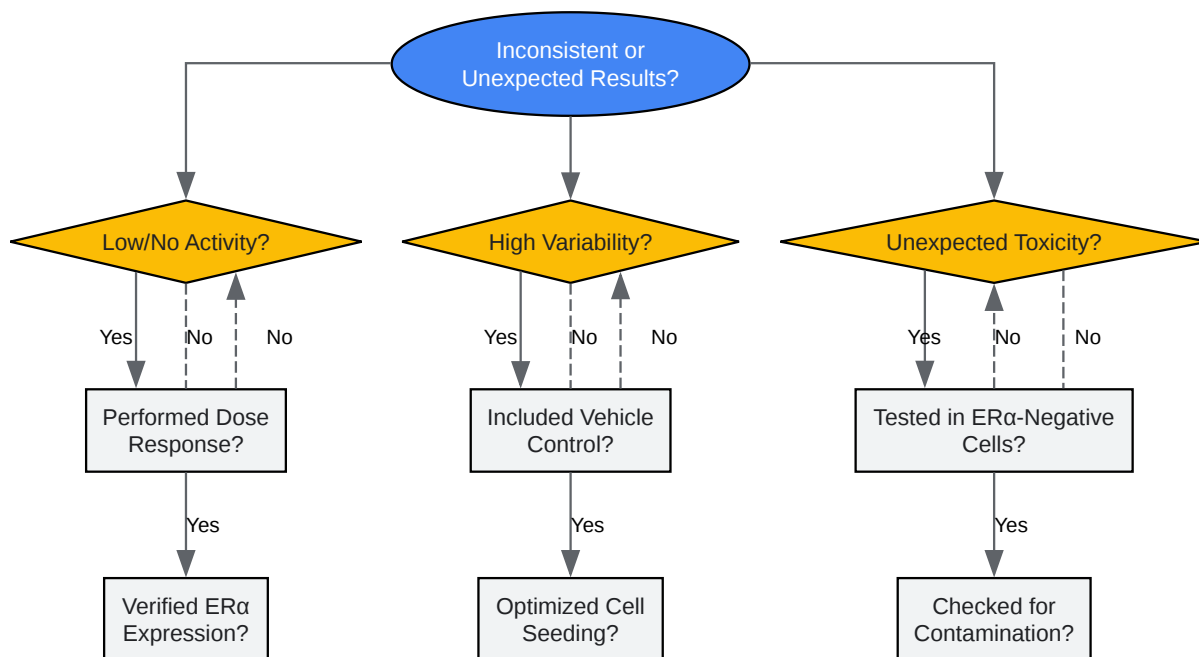 Inconsistent or
Unexpected Results?
Low/No Activity?
High Variability?
Unexpected Toxicity?
Yes
No
No
Yes
No
No
Yes
No
No
Performed Dose
Response?
Included Vehicle
Control?
Tested in ERα-Negative
Cells?
Yes
Yes
Yes
Verified ERα
Expression?
Optimized Cell
Seeding?
Checked for
Contamination?